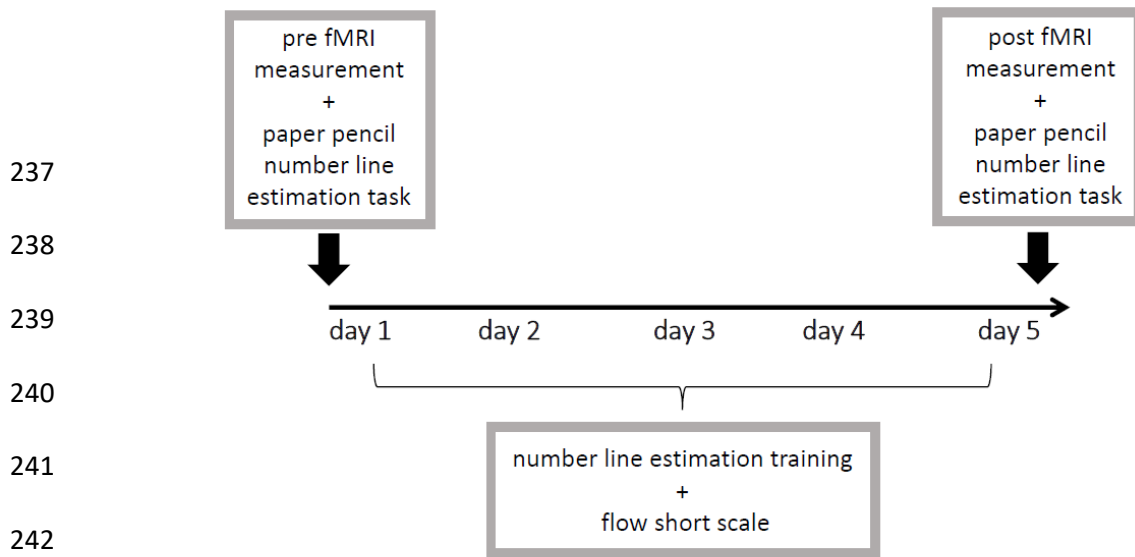 pre fMRI
measurement
+
paper pencil
number line
estimation task
post fMRI
measurement
+
paper pencil
number line
estimation task
237
238
239
day 1
day 2
day 3
day 4
day 5
240
number line estimation training
+
flow short scale
241
242